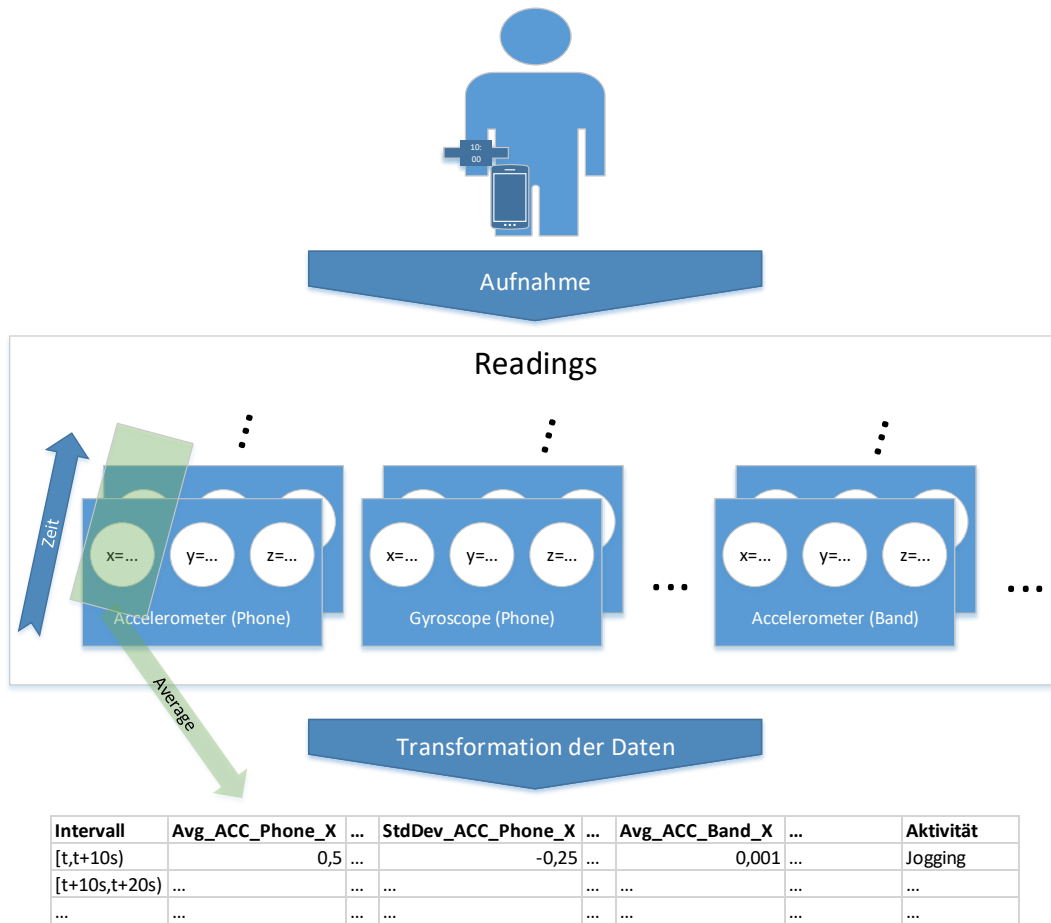 10:
00
Aufnahme
Readings
Zeit
x=... y=... z=...
Accelerometer (Phone)
x=... y=... z=...
Gyroscope (Phone)
...
x=... y=... z=...
Accelerometer (Band)
...
Average
Transformation der Daten
Intervall Avg_ACC_Phone_X ... StdDev_ACC_Phone_X ... Avg_ACC_Band_X ... Aktivität
[t,t+10s) 0,5 ... -0,25 ... 0,001 ... Jogging
[t+10s,t+20s) ... ... ... ... ... ... ...
... ... ... ... ... ... ... ...